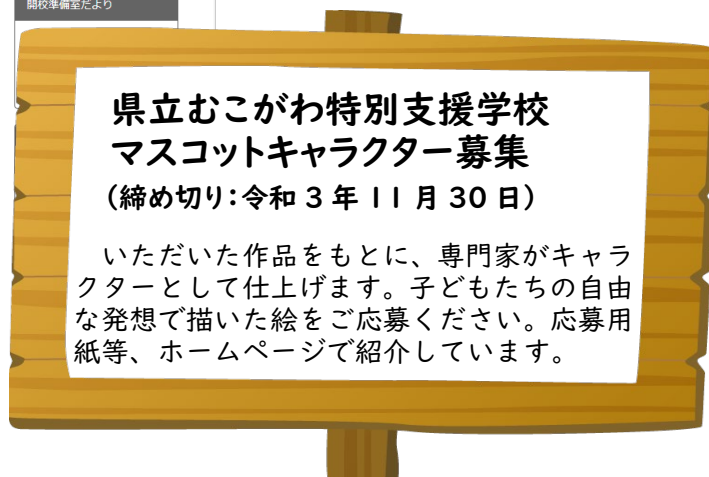 開校準備室だより
県立むこがわ特別支援学校
マスコットキャラクター募集
（締め切り：令和3年11月30日）
いただいた作品をもとに、専門家がキャラ
クターとして仕上げます。子どもたちの自由
な発想で描いた絵をご応募ください。応募用
紙等、ホームページで紹介しています。